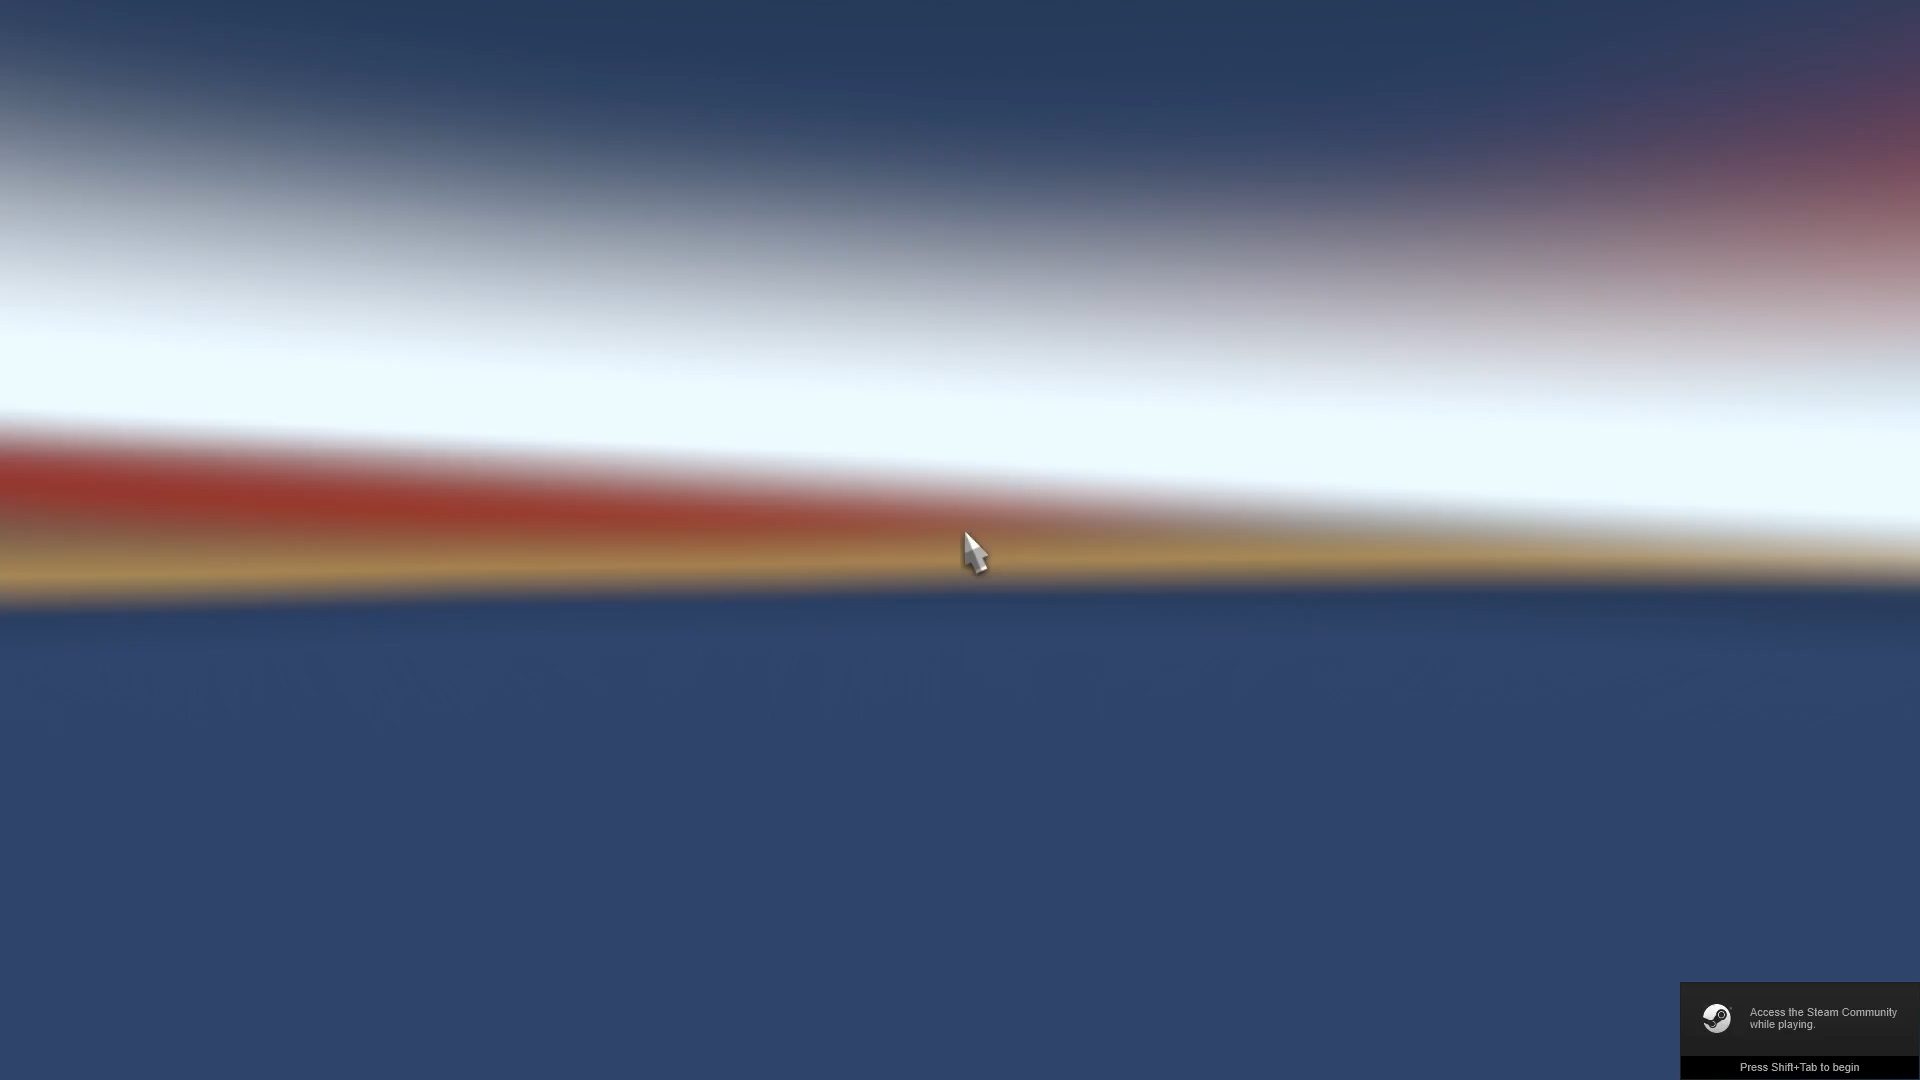 Access the Steam Community
while playing.
Press Shift+Tab to begin